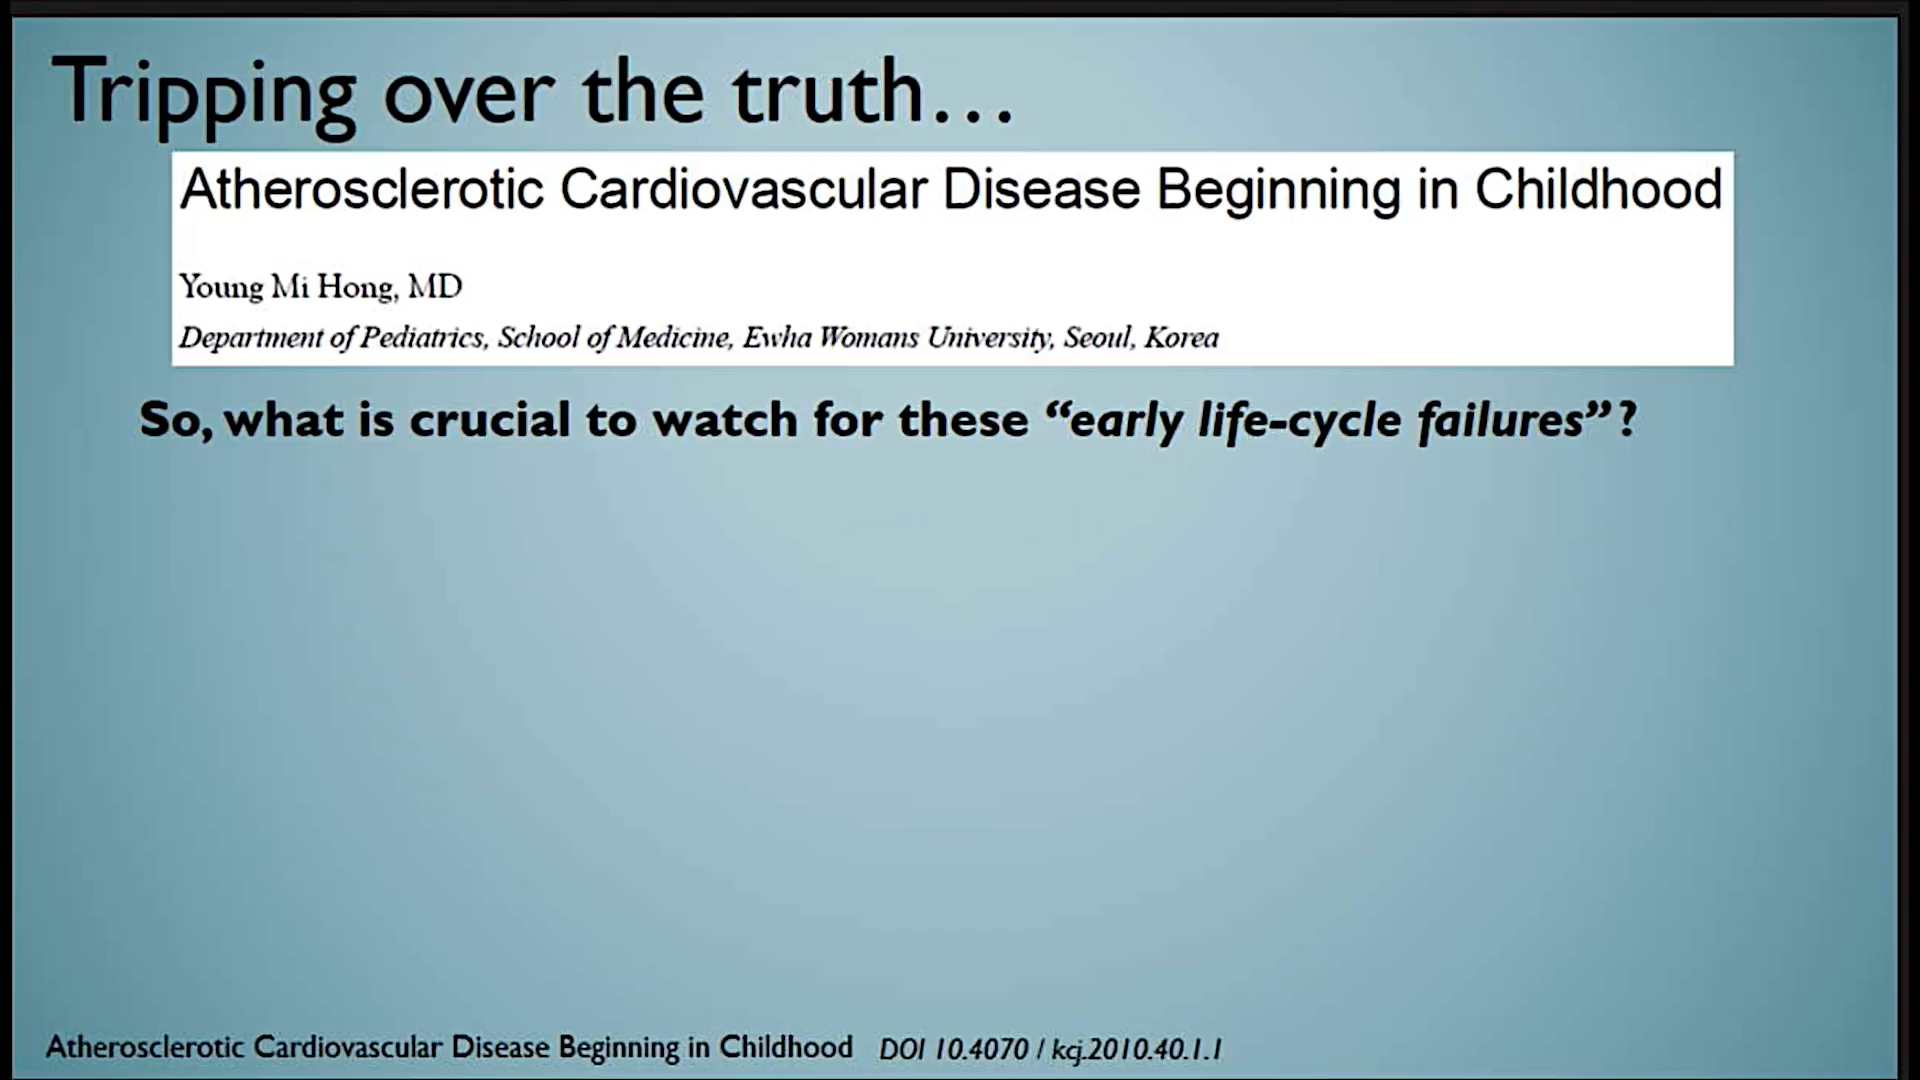 Tripping over the truth...
Atherosclerotic Cardiovascular Disease Beginning in Childhood
Young Mi Hong, MD
Department of Pediatrics, School of Medicine, Ewha Womans University, Seoul, Korea
So, what is crucial to watch for these “early life-cycle failures”?
Atherosclerotic Cardiovascular Disease Beginning in Childhood DOI 10.4070 / kcj.2010.40.1.1